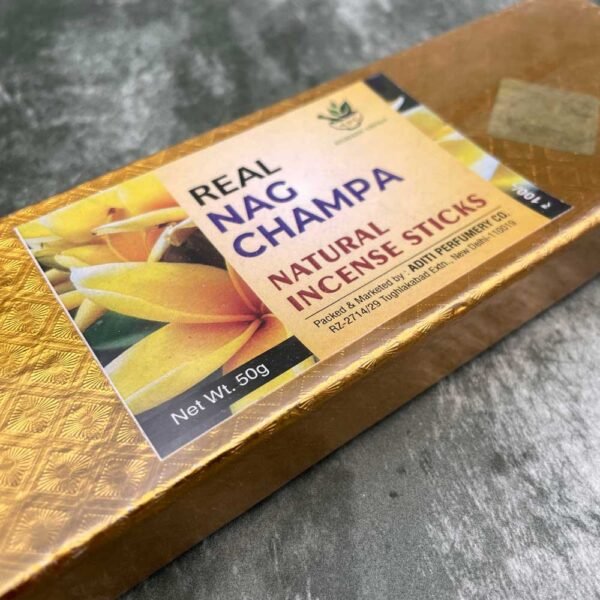 REAL
NAG
CHAMPA
NATURAL
INCENSE STICKS
Packed & Marketed by : ADITI PERFUMERY CO.
RZ-2714/29 Tughlakabad Extn., New Delhi-110019
Net Wt. 50g